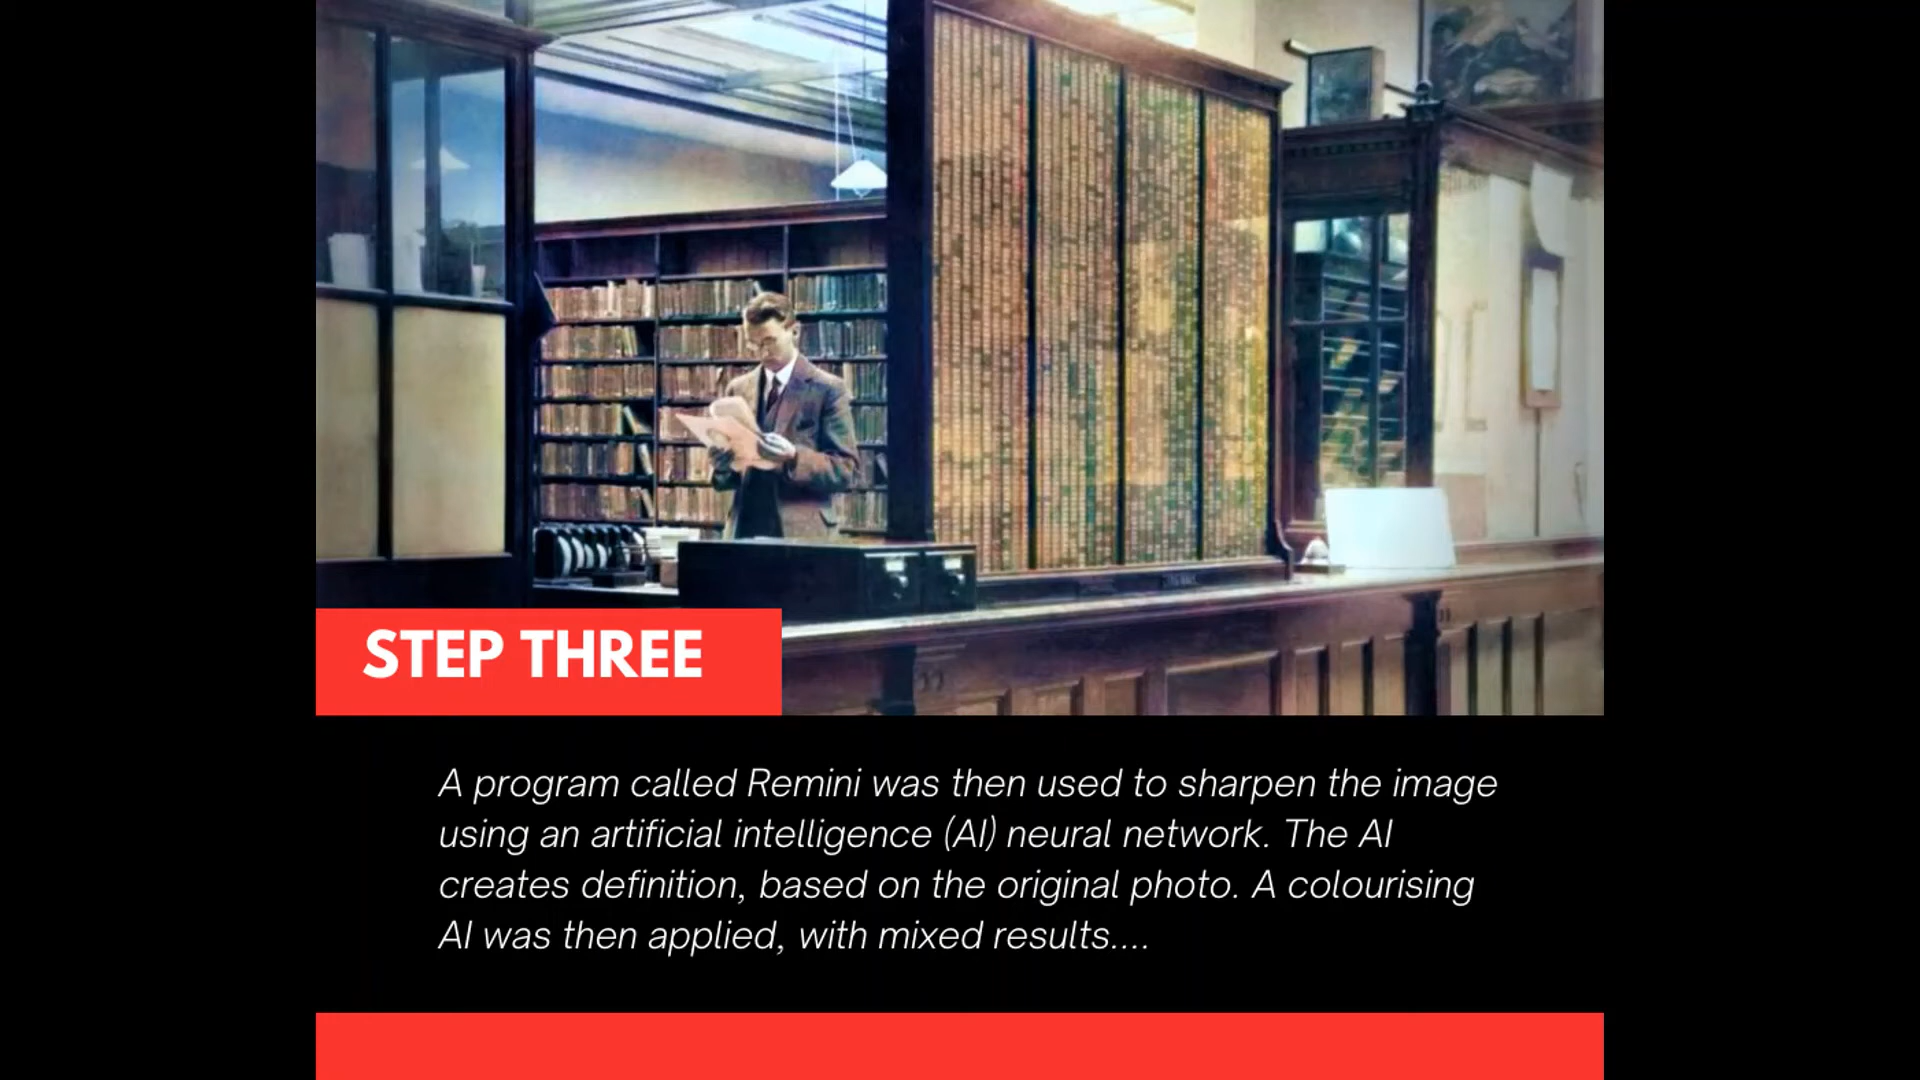 STEP THREE
A program called Remini was then used to sharpen the image
using an artificial intelligence (AI) neural network. The AI
creates definition, based on the original photo. A colourising
AI was then applied, with mixed results....